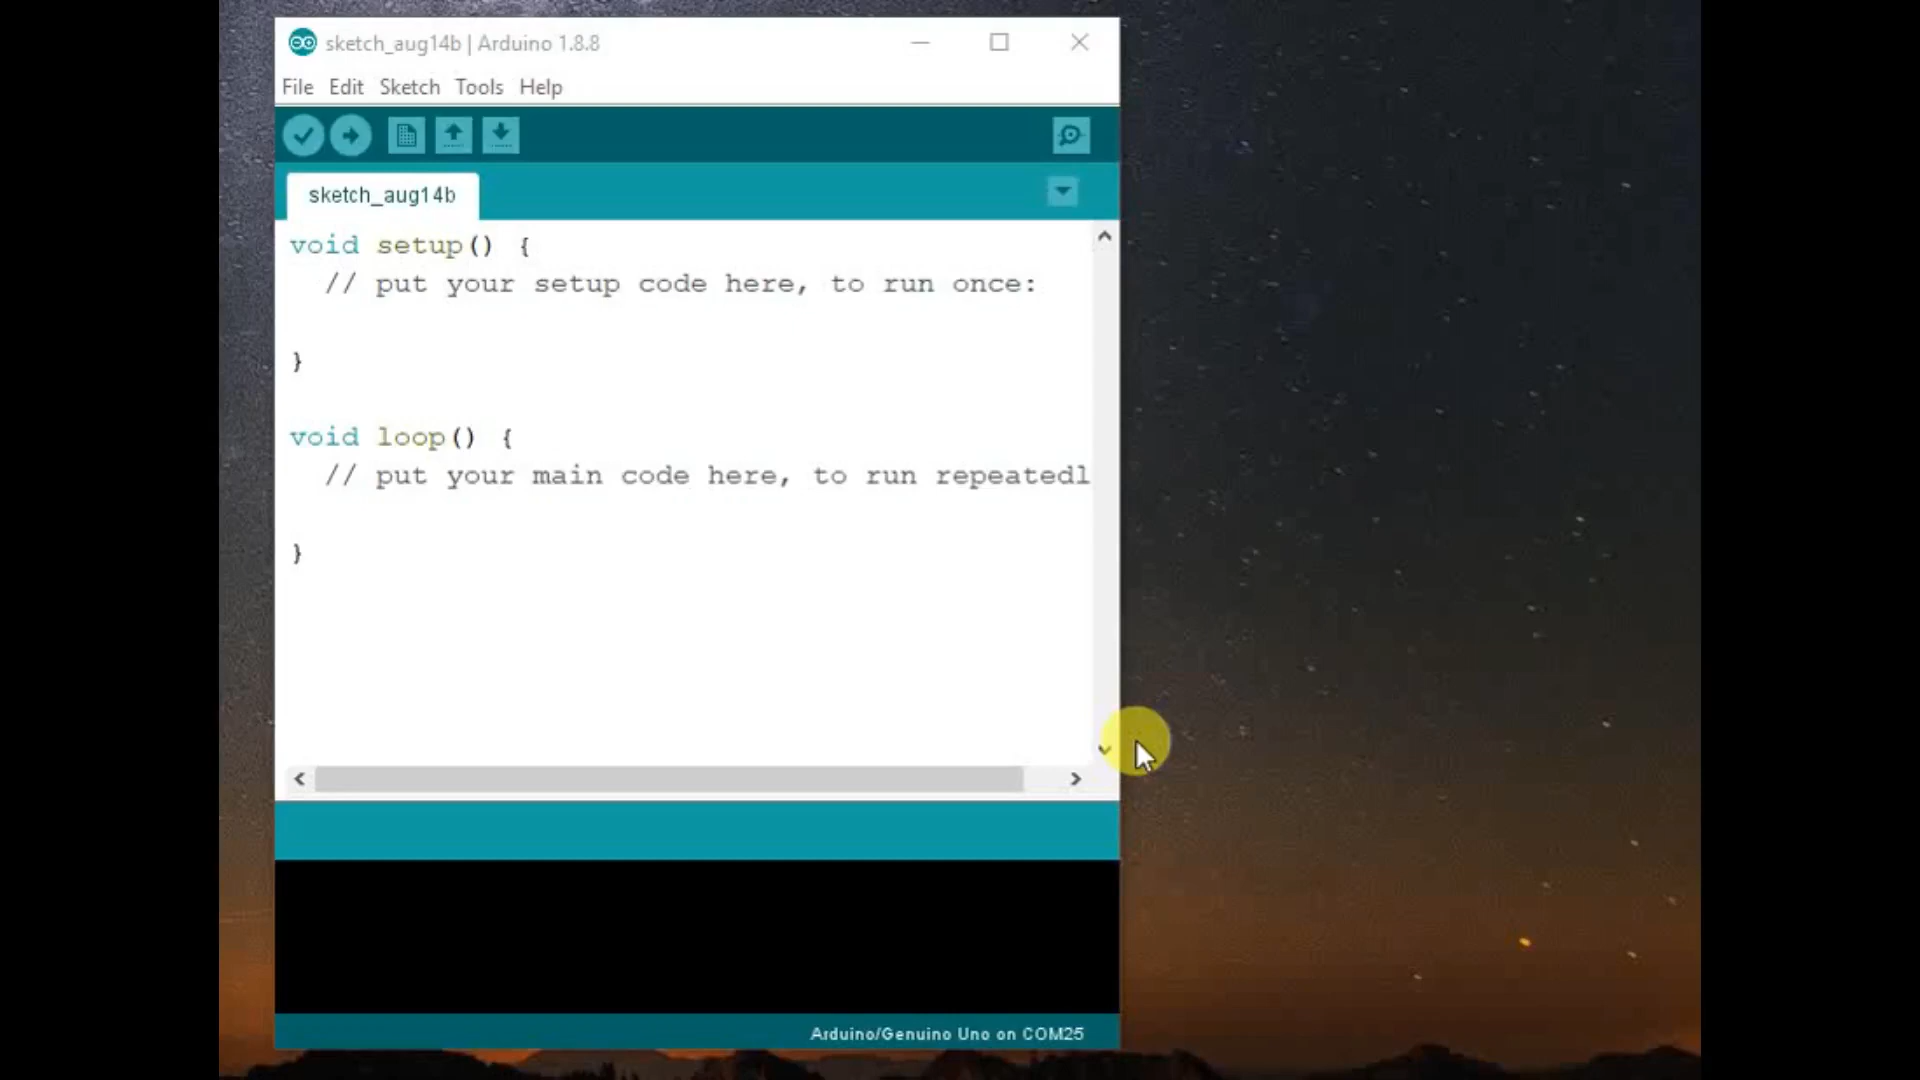 sketch_aug14b | Arduino 1.8.8
File Edit Sketch Tools Help
sketch_aug14b
void setup() {
// put your setup code here, to run once:
}
void loop() {
// put your main code here, to run repeatedl
}
Arduino/Genuino Uno on COM25